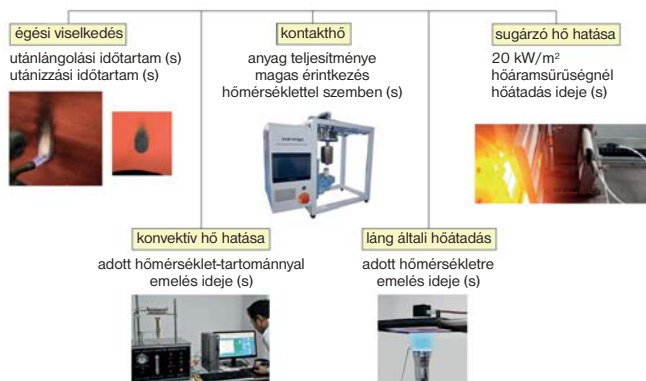 égési viselkedés
utánlángolási időtartam (s)
utánizzási időtartam (s)
kontakthő
anyag teljesítménye
magas érintkezés
hőmérséklettel szemben (s)
sugárzó hő hatása
20 kW/m²
hőáramsűrűségnél
hőátadás ideje (s)
konvektív hő hatása
adott hőmérséklet-tartománnyal
emelés ideje (s)
láng általi hőátadás
adott hőmérsékletre
emelés ideje (s)